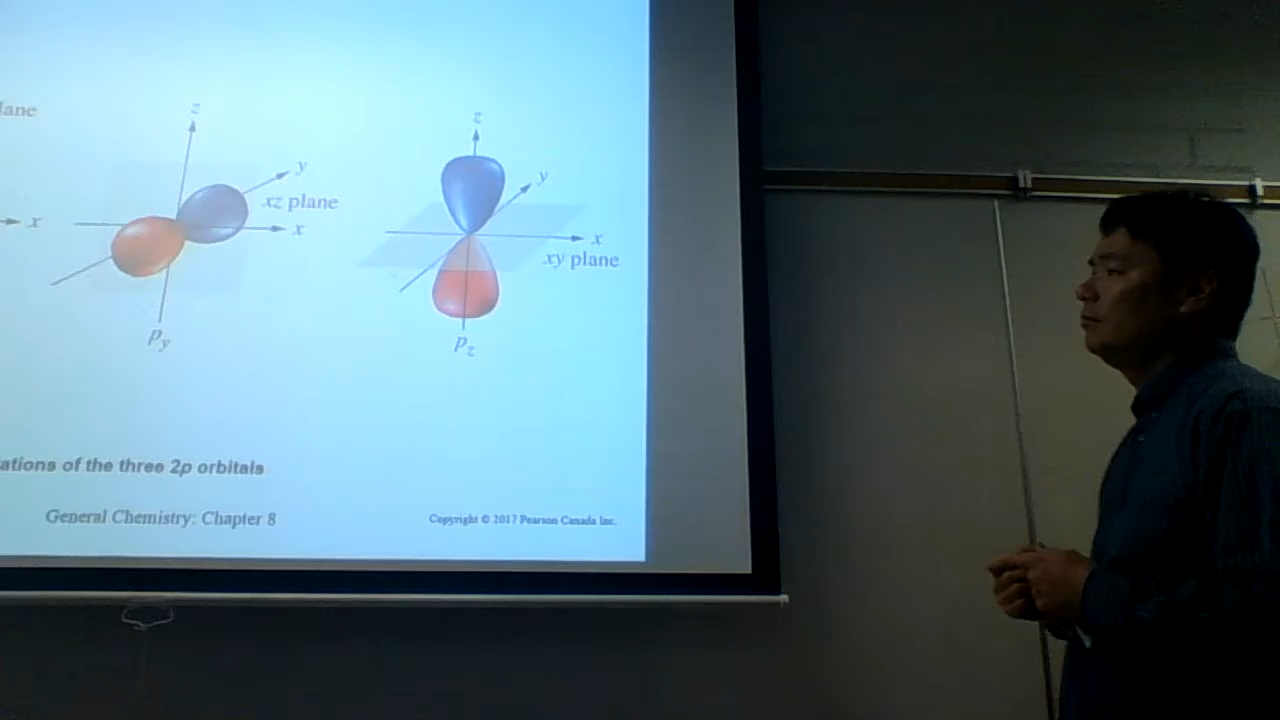 lane
z
z
y
y
xz plane
x
x
x
xy plane
py
pz
ations of the three 2p orbitals
General Chemistry: Chapter 8
Copyright © 2017 Pearson Canada Inc.